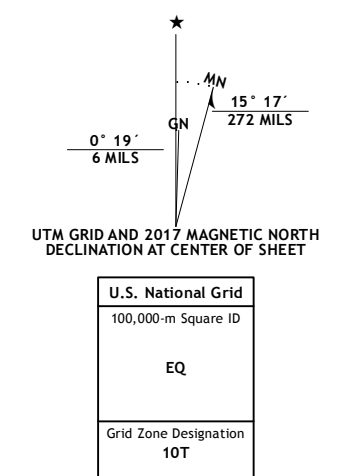 ★
MN
15° 17´
272 MILS
GN
0° 19´
6 MILS
UTM GRID AND 2017 MAGNETIC NORTH
DECLINATION AT CENTER OF SHEET
U.S. National Grid
100,000-m Square ID
EQ
Grid Zone Designation
10T